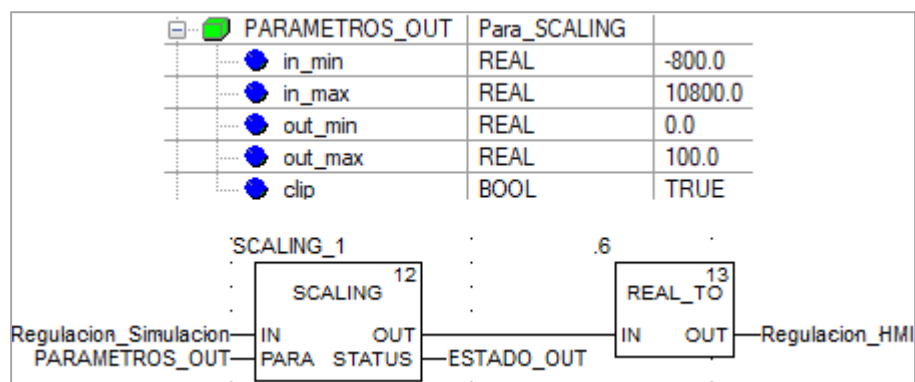 PARAMETROS_OUT Para_SCALING
in_min REAL -800.0
in_max REAL 10800.0
out_min REAL 0.0
out_max REAL 100.0
clip BOOL TRUE
SCALING_1 .6
12 13
SCALING REAL_TO
Regulacion_Simulacion IN OUT IN OUT Regulacion_HMI
PARAMETROS_OUT PARA STATUS ESTADO_OUT